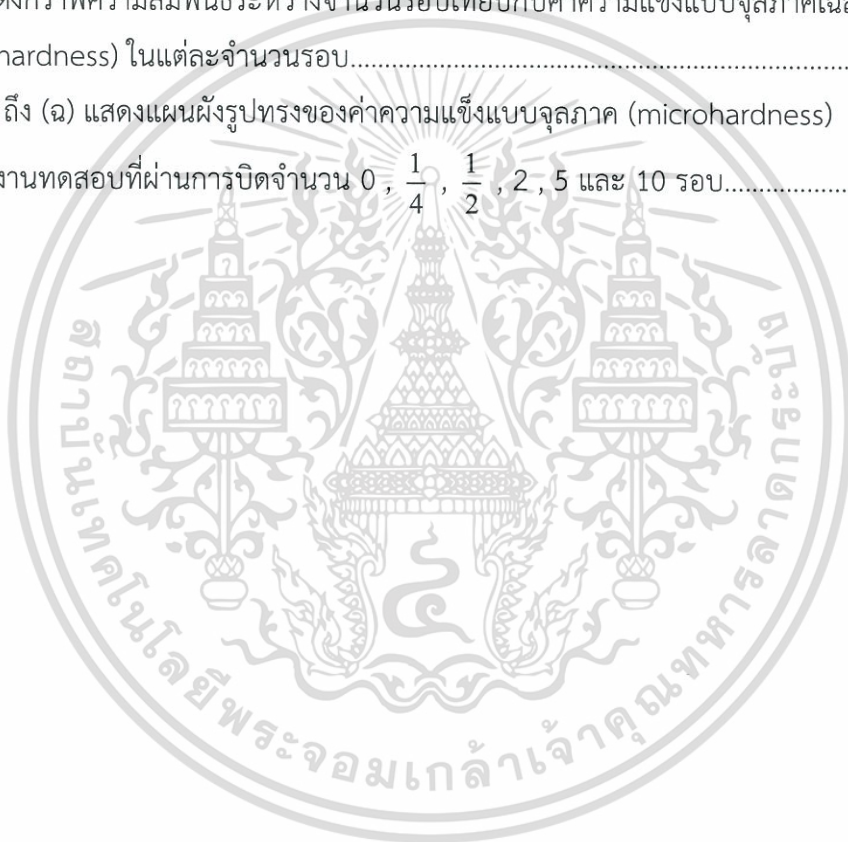 ความสัมพันธ์ระหว่างจำนวนรอบเทียบกับค่าความแข็งแบบจุลภาค
hardness) ในแต่ละจำนวนรอบ..............................................................................
ถึง (ฉ) แสดงแผนผังรูปทรงของค่าความแข็งแบบจุลภาค (microhardness)
งานทดสอบที่ผ่านการบิดจำนวน 0 , 1/4 , 1/2 , 2 , 5 และ 10 รอบ....................
สถาบันเทคโนโลยีพระจอมเกล้าเจ้าคุณทหารลาดกระบัง